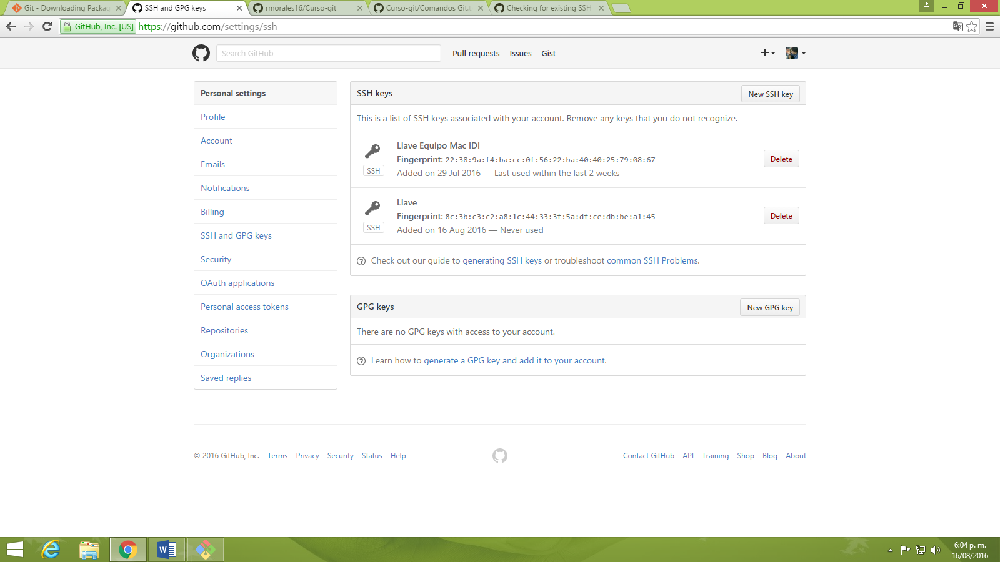 Git - Downloading Packag
SSH and GPG keys
rmorales16/Curso-git
Curso-git/Comandos Git.t
Checking for existing SSH
GitHub, Inc. [US] https://github.com/settings/ssh
Search GitHub
Pull requests Issues Gist
Personal settings
Profile
Account
Emails
Notifications
Billing
SSH and GPG keys
Security
OAuth applications
Personal access tokens
Repositories
Organizations
Saved replies
SSH keys
New SSH key
This is a list of SSH keys associated with your account. Remove any keys that you do not recognize.
SSH
Llave Equipo Mac IDI
Fingerprint: 22:38:9a:f4:ba:cc:0f:56:22:ba:40:40:25:79:08:67
Added on 29 Jul 2016 — Last used within the last 2 weeks
Delete
SSH
Llave
Fingerprint: 8c:3b:c3:c2:a8:1c:44:33:3f:5a:df:ce:db:be:a1:45
Added on 16 Aug 2016 — Never used
Delete
Check out our guide to generating SSH keys or troubleshoot common SSH Problems.
GPG keys
New GPG key
There are no GPG keys with access to your account.
Learn how to generate a GPG key and add it to your account.
© 2016 GitHub, Inc. Terms Privacy Security Status Help
Contact GitHub API Training Shop Blog About
6:04 p. m.
16/08/2016